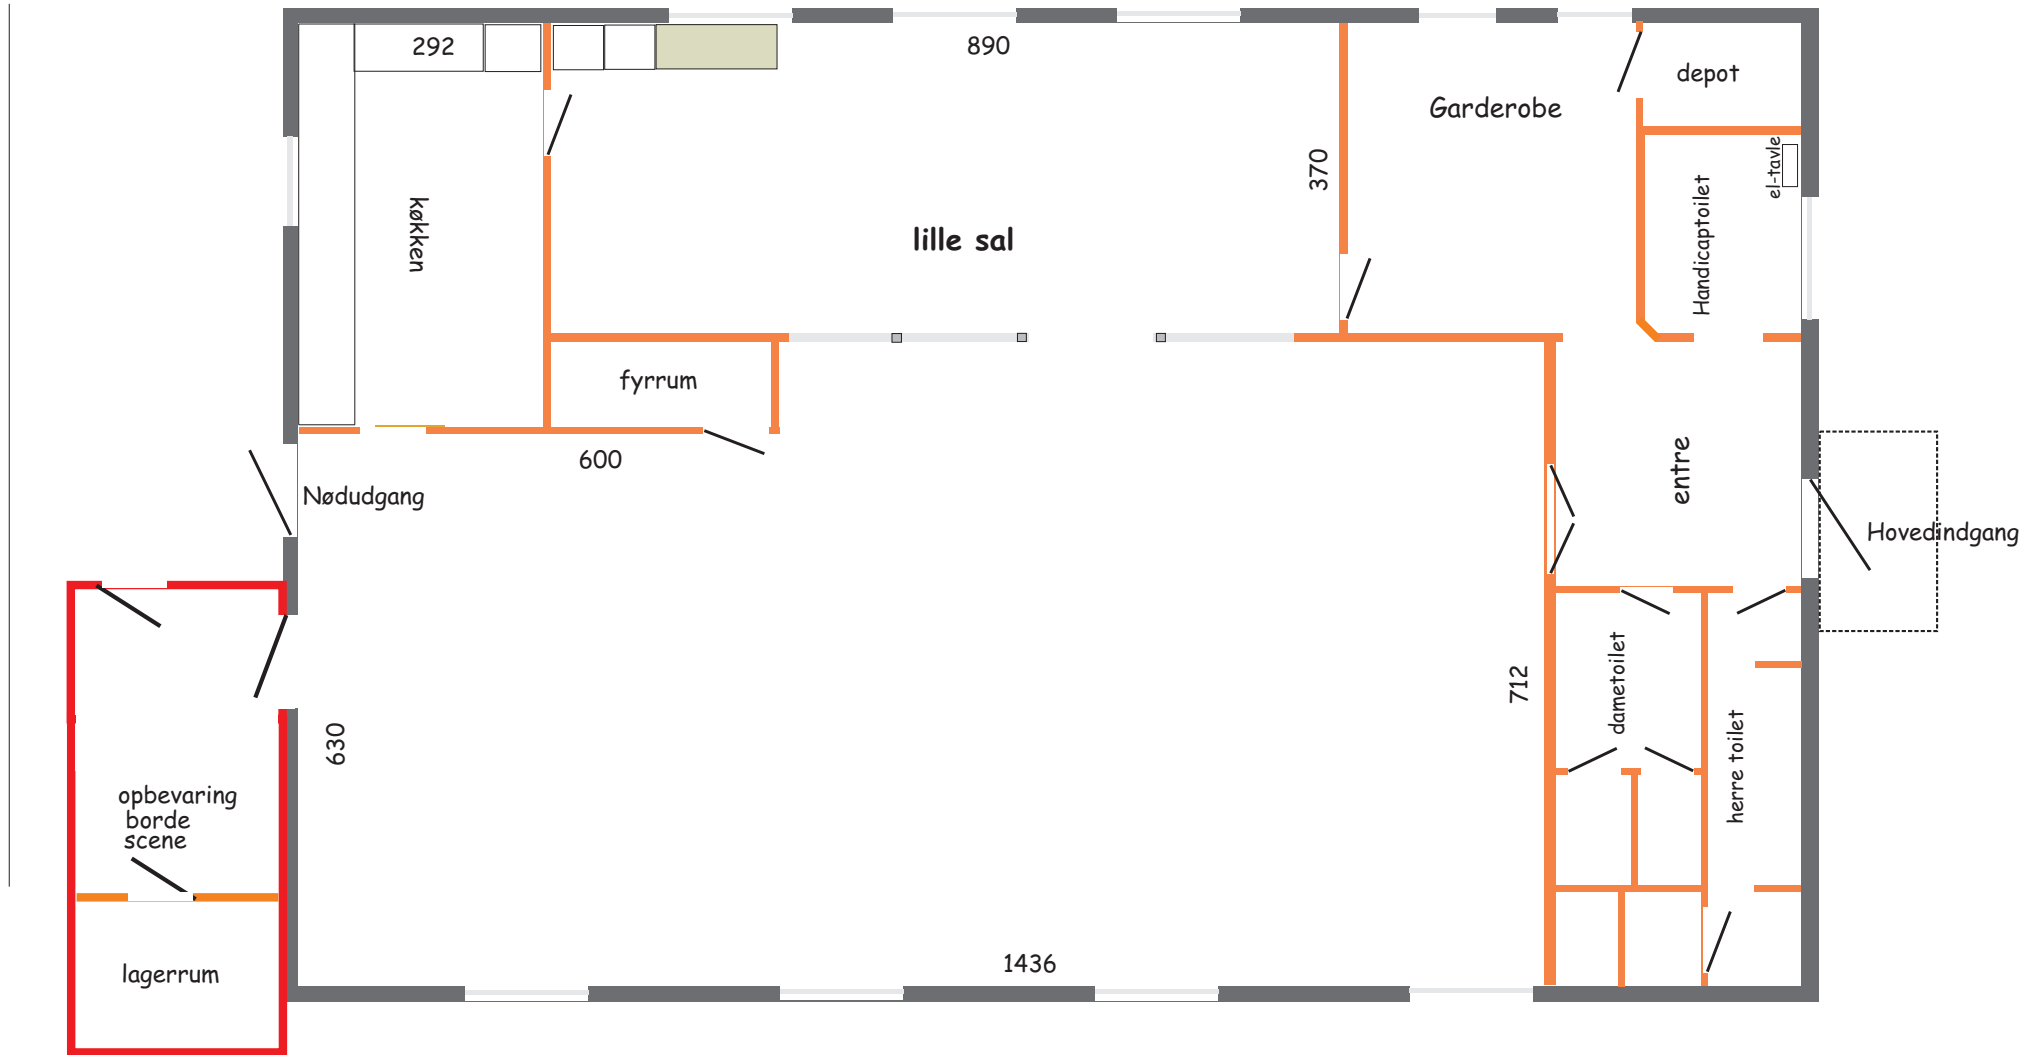 292
890
depot
Garderobe
370
el-tavle
køkken
Handicaptoilet
lille sal
fyrrum
600
entre
Nødudgang
Hovedindgang
712
dametoilet
630
herre toilet
opbevaring
borde
scene
1436
lagerrum